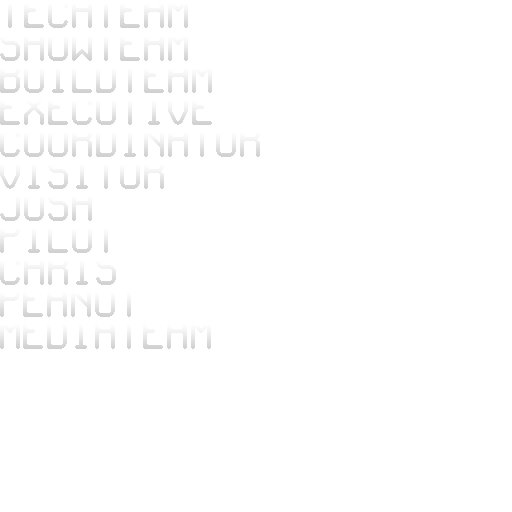 TECHTEAM
SHOWTEAM
BUILDTEAM
EXECUTIVE
COORDINATOR
VISITOR
JOSH
PILOT
CHRIS
PEANUT
MEDIATEAM